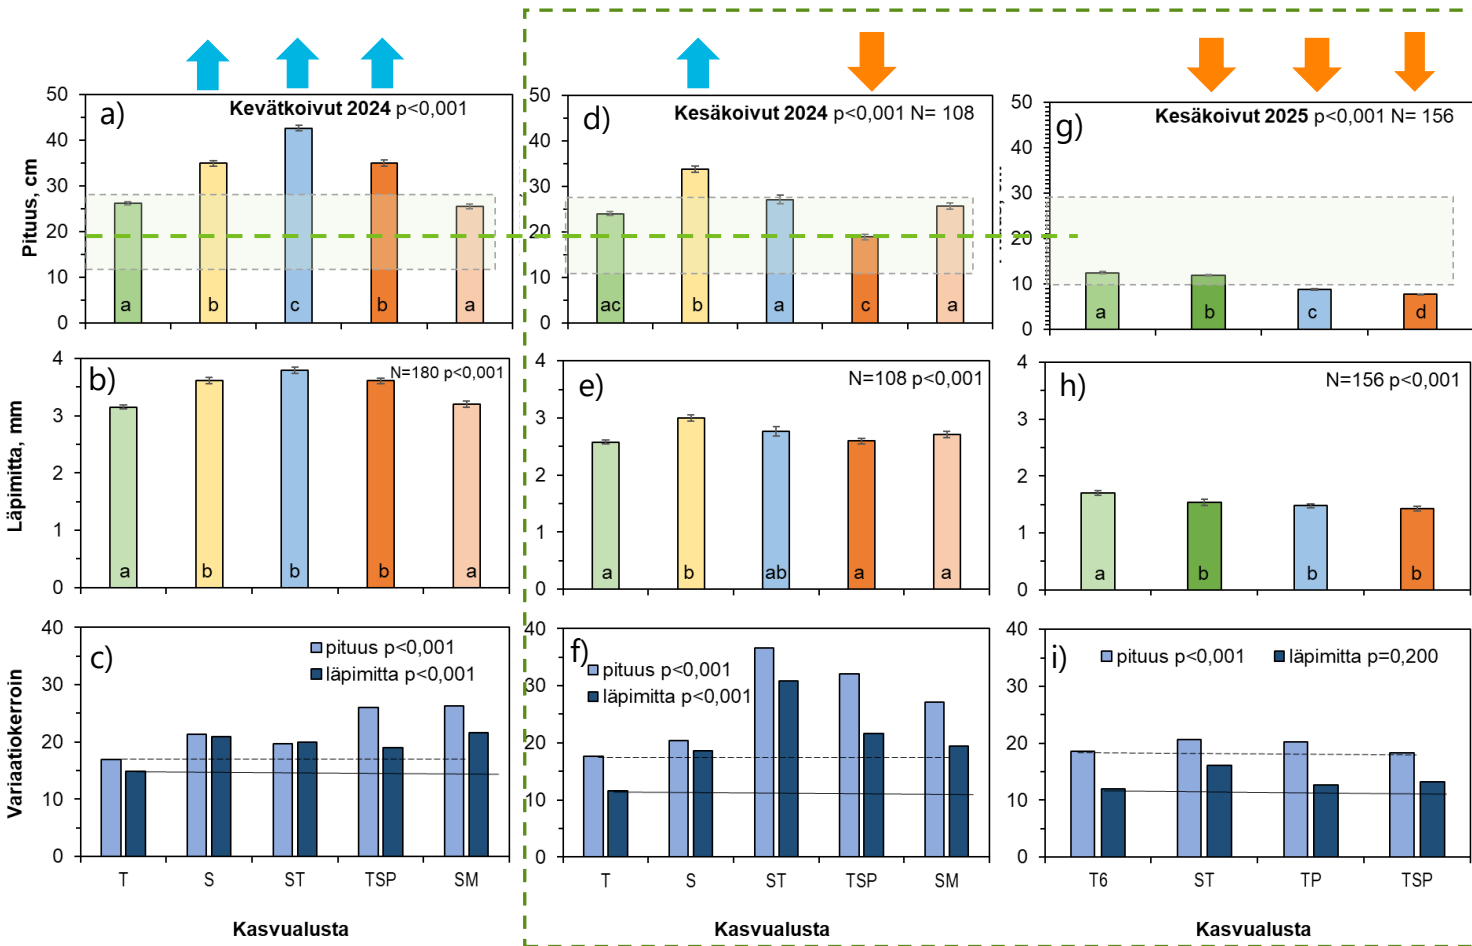 a)
Kevätkoivut 2024 p<0,001
Pituus, cm
50
40
30
20
10
0
a
b
c
b
a
d)
Kesäkoivut 2024 p<0,001 N= 108
50
40
30
20
10
0
ac
b
a
c
a
g)
Kesäkoivut 2025 p<0,001 N= 156
50
40
30
20
10
0
a
b
c
d
b)
N=180 p<0,001
Läpimitta, mm
4
3
2
1
0
a
b
b
b
a
e)
N=108 p<0,001
4
3
2
1
0
a
b
ab
a
a
h)
N=156 p<0,001
4
3
2
1
0
a
b
b
b
c)
pituus p<0,001
läpimitta p<0,001
Variaatiokerroin
40
30
20
10
0
T
S
ST
TSP
SM
Kasvualusta
f)
pituus p<0,001
läpimitta p<0,001
40
30
20
10
0
T
S
ST
TSP
SM
Kasvualusta
i)
pituus p<0,001
läpimitta p=0,200
40
30
20
10
0
T6
ST
TP
TSP
Kasvualusta